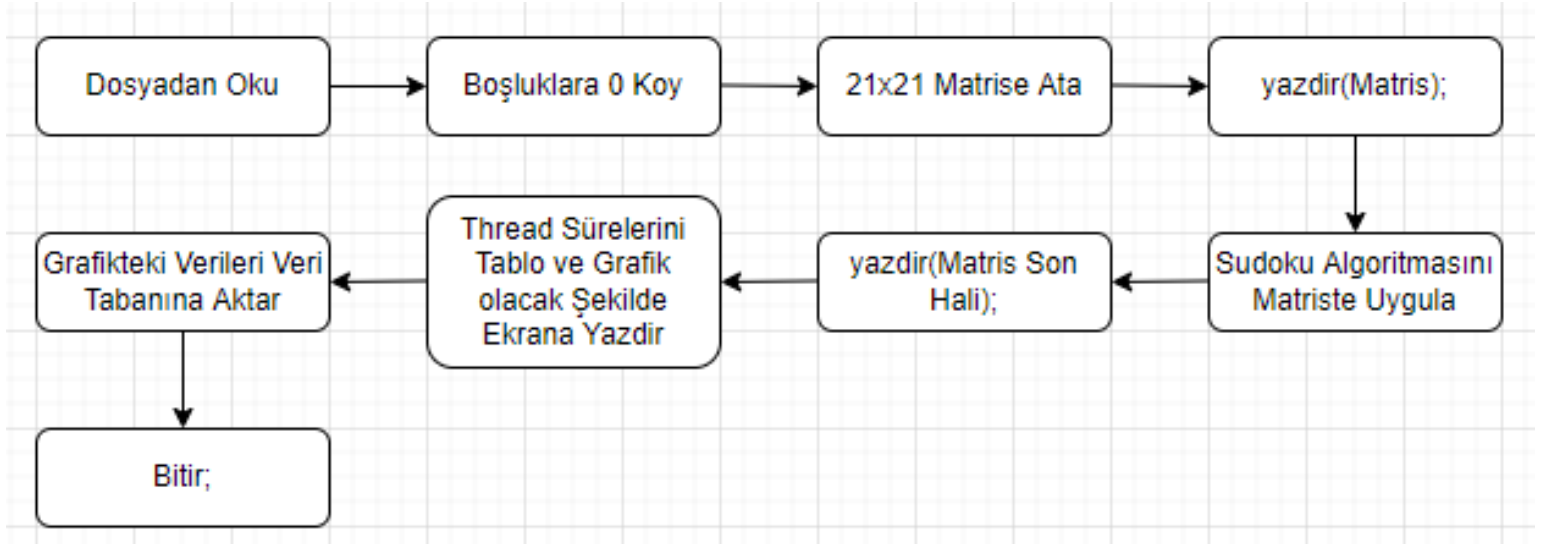 Dosyadan Oku
Boşluklara 0 Koy
21x21 Matrise Ata
yazdir(Matris);
Sudoku Algoritmasını
Matriste Uygula
yazdir(Matris Son
Hali);
Thread Sürelerini
Tablo ve Grafik
olacak Şekilde
Ekrana Yazdir
Grafikteki Verileri Veri
Tabanına Aktar
Bitir;